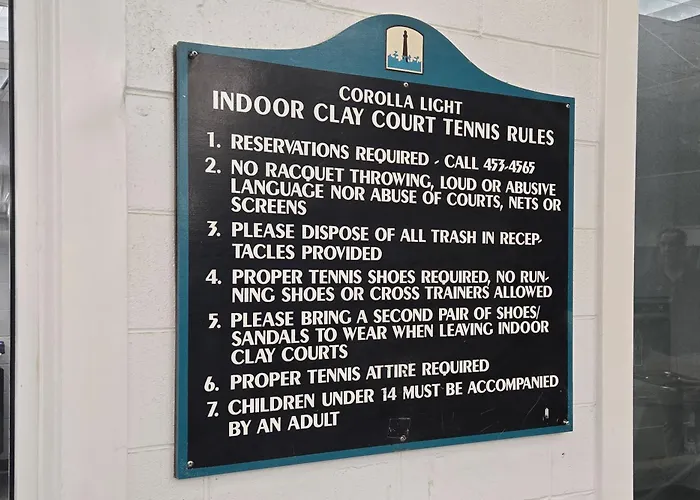 COROLLA LIGHT
INDOOR CLAY COURT TENNIS RULES
1. RESERVATIONS REQUIRED - CALL 453-4565
2. NO RACQUET THROWING, LOUD OR ABUSIVE
LANGUAGE NOR ABUSE OF COURTS, NETS OR
SCREENS
3. PLEASE DISPOSE OF ALL TRASH IN RECEP-
TACLES PROVIDED
4. PROPER TENNIS SHOES REQUIRED, NO RUN-
NING SHOES OR CROSS TRAINERS ALLOWED
5. PLEASE BRING A SECOND PAIR OF SHOES/
SANDALS TO WEAR WHEN LEAVING INDOOR
CLAY COURTS
6. PROPER TENNIS ATTIRE REQUIRED
7. CHILDREN UNDER 14 MUST BE ACCOMPANIED
BY AN ADULT